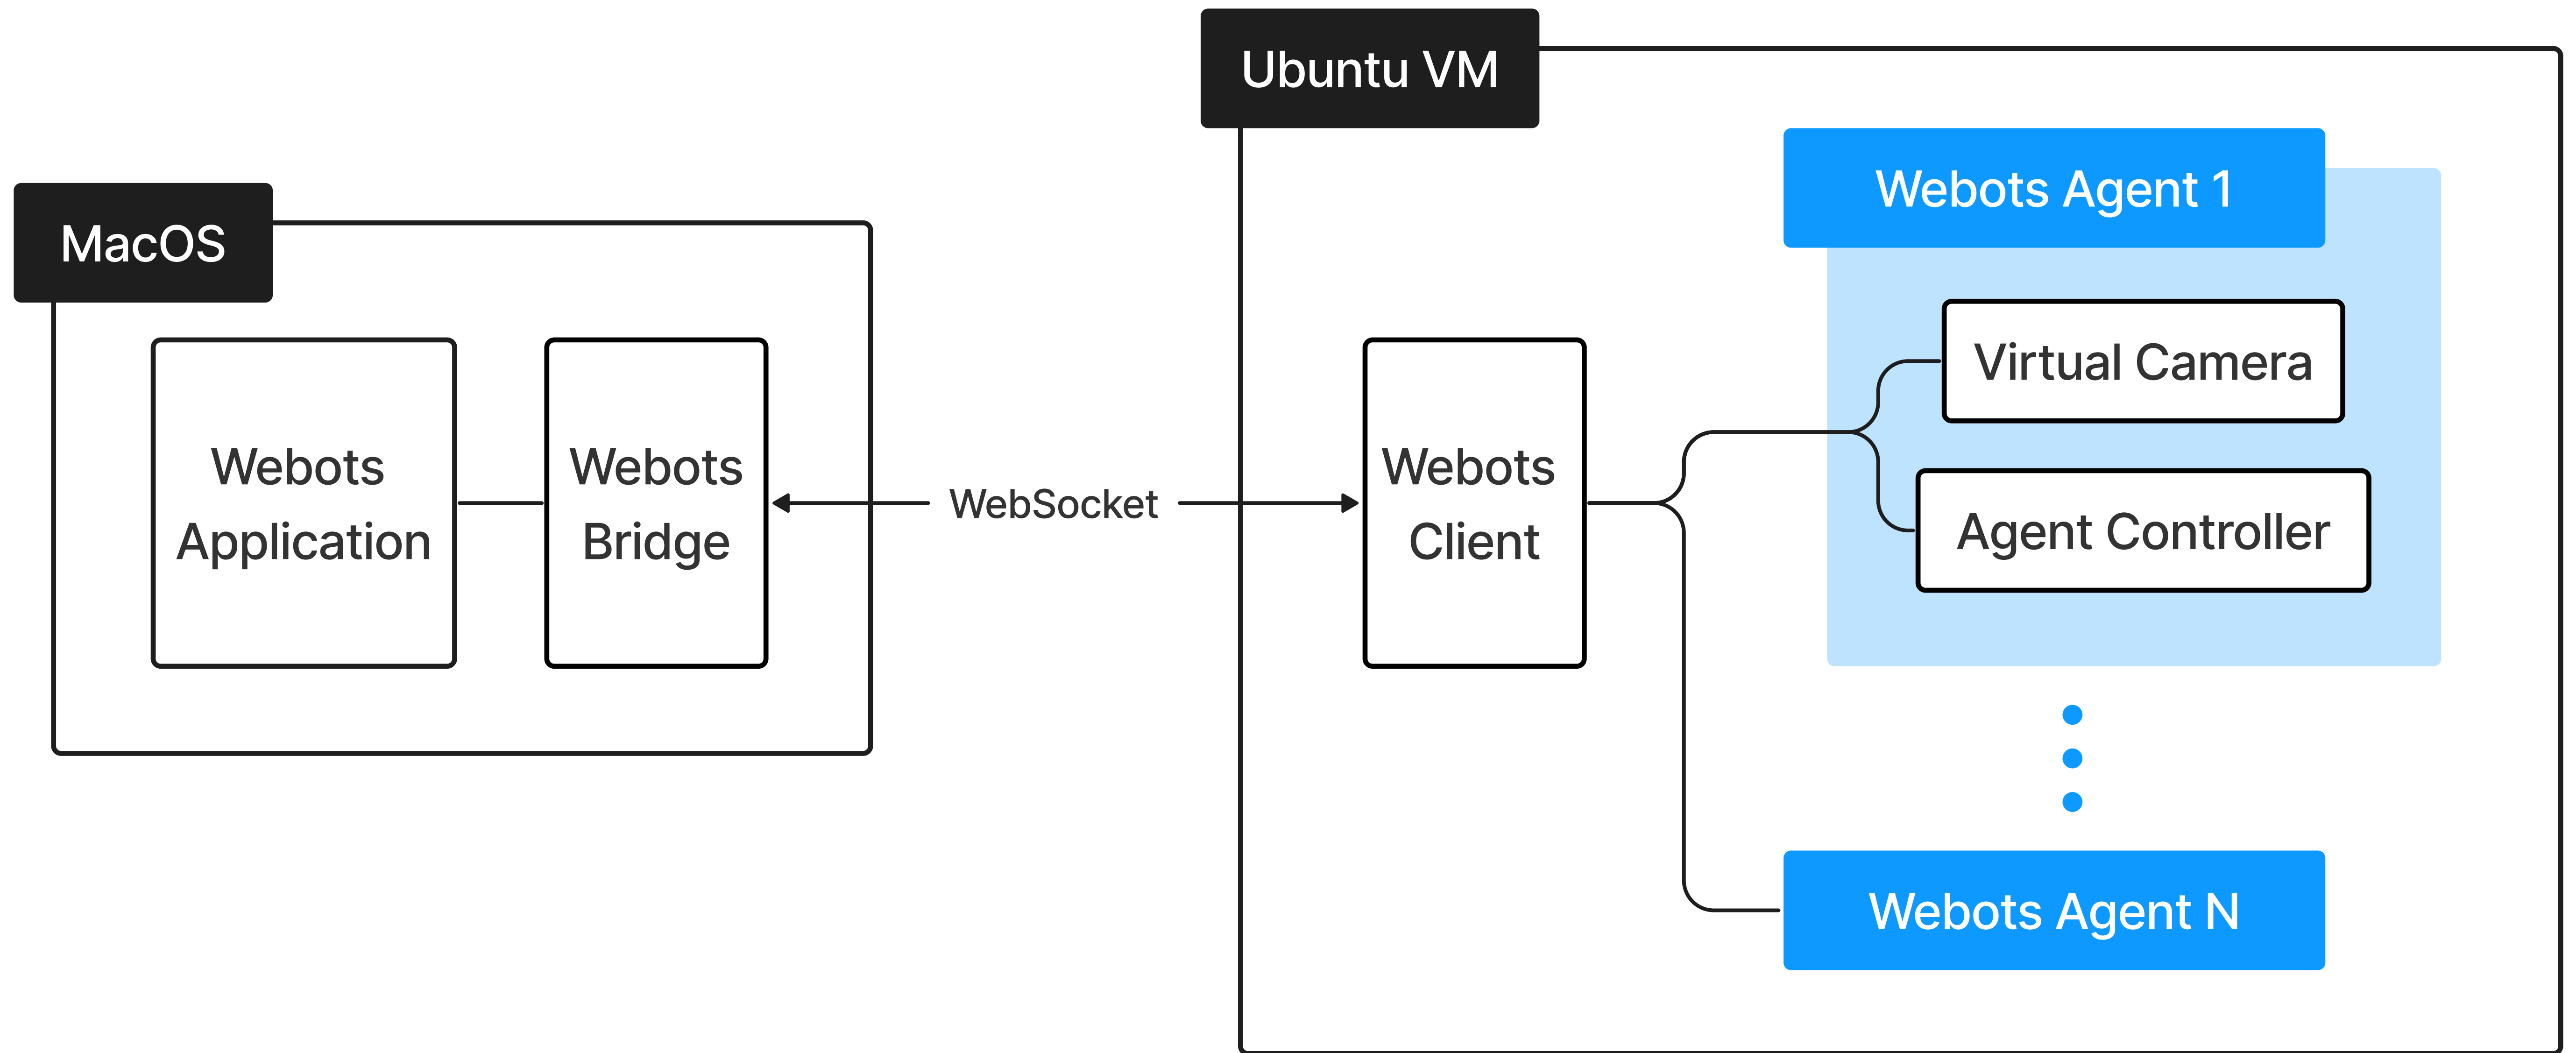 MacOS
Webots
Application
Webots
Bridge
WebSocket
Ubuntu VM
Webots
Client
Webots Agent 1
Virtual Camera
Agent Controller
Webots Agent N